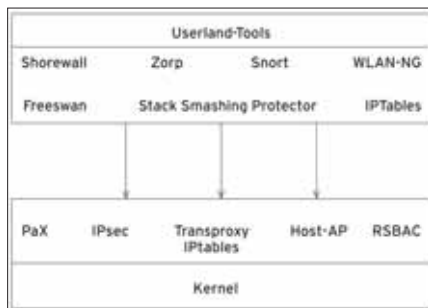 Userland-Tools
Shorewall Zorp Snort WLAN-NG
Freeswan Stack Smashing Protector IPTables
PaX IPsec Transproxy IPtables Host-AP RSBAC
Kernel